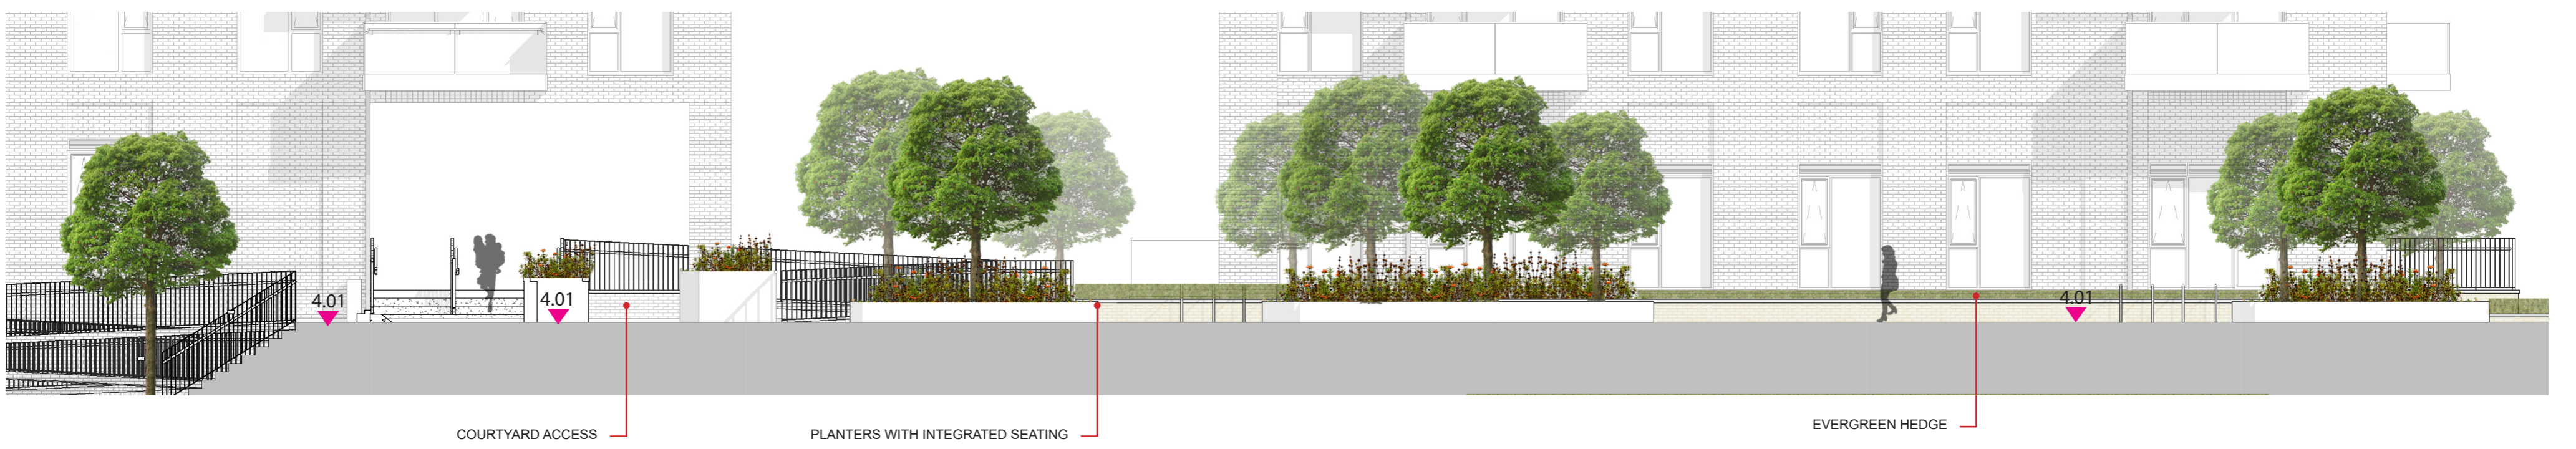 4.01
4.01
4.01
COURTYARD ACCESS
PLANTERS WITH INTEGRATED SEATING
EVERGREEN HEDGE